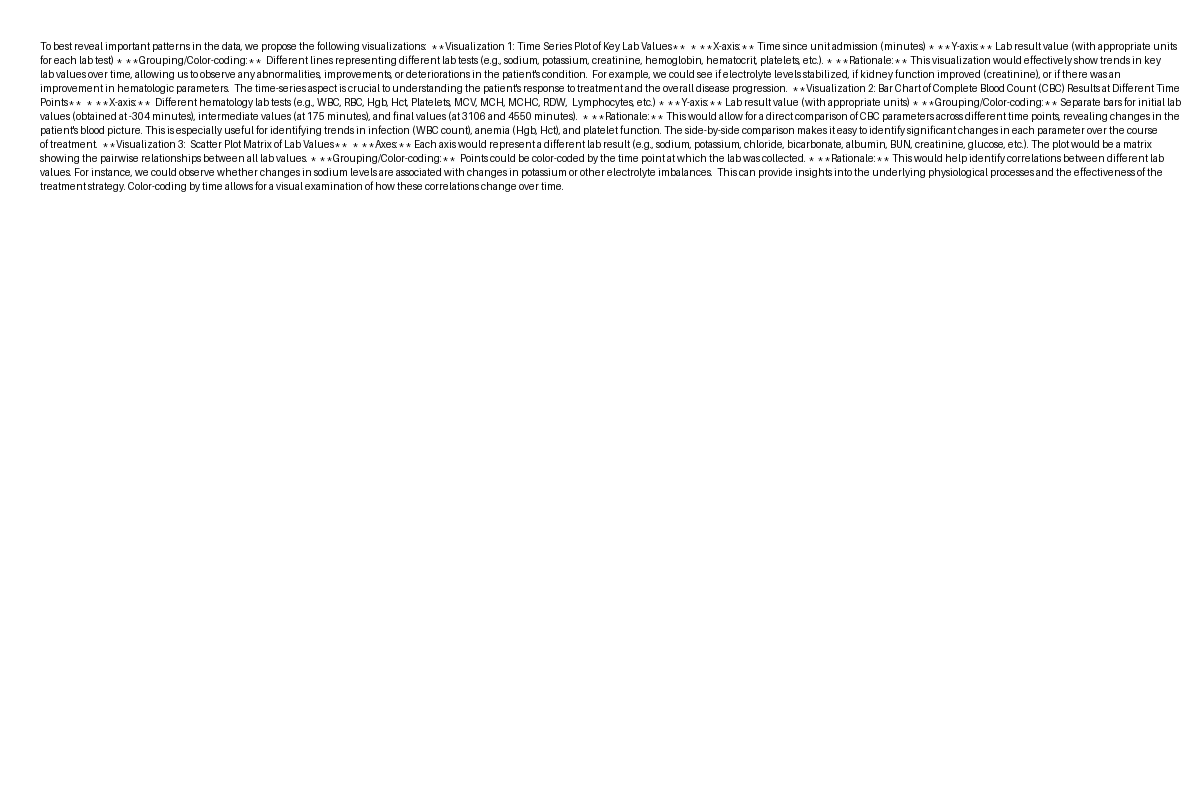 To best reveal important patterns in the data, we propose the following visualizations:  **Visualization 1: Time Series Plot of Key Lab Values**  * **X-axis:** Time since unit admission (minutes) * **Y-axis:** Lab result value (with appropriate units
for each lab test) * **Grouping/Color-coding:**  Different lines representing different lab tests (e.g., sodium, potassium, creatinine, hemoglobin, hematocrit, platelets, etc.). * **Rationale:** This visualization would effectively show trends in key
lab values over time, allowing us to observe any abnormalities, improvements, or deteriorations in the patient's condition.  For example, we could see if electrolyte levels stabilized, if kidney function improved (creatinine), or if there was an
improvement in hematologic parameters.  The time-series aspect is crucial to understanding the patient's response to treatment and the overall disease progression.  **Visualization 2: Bar Chart of Complete Blood Count (CBC) Results at Different Time
Points**  * **X-axis:**  Different hematology lab tests (e.g., WBC, RBC, Hgb, Hct, Platelets, MCV, MCH, MCHC, RDW,  Lymphocytes, etc.) * **Y-axis:** Lab result value (with appropriate units) * **Grouping/Color-coding:** Separate bars for initial lab
values (obtained at -304 minutes), intermediate values (at 175 minutes), and final values (at 3106 and 4550 minutes).  * **Rationale:** This would allow for a direct comparison of CBC parameters across different time points, revealing changes in the
patient's blood picture. This is especially useful for identifying trends in infection (WBC count), anemia (Hgb, Hct), and platelet function. The side-by-side comparison makes it easy to identify significant changes in each parameter over the course
of treatment.  **Visualization 3:  Scatter Plot Matrix of Lab Values**  * **Axes:** Each axis would represent a different lab result (e.g., sodium, potassium, chloride, bicarbonate, albumin, BUN, creatinine, glucose, etc.). The plot would be a matrix
showing the pairwise relationships between all lab values. * **Grouping/Color-coding:**  Points could be color-coded by the time point at which the lab was collected. * **Rationale:** This would help identify correlations between different lab
values. For instance, we could observe whether changes in sodium levels are associated with changes in potassium or other electrolyte imbalances.  This can provide insights into the underlying physiological processes and the effectiveness of the
treatment strategy. Color-coding by time allows for a visual examination of how these correlations change over time.